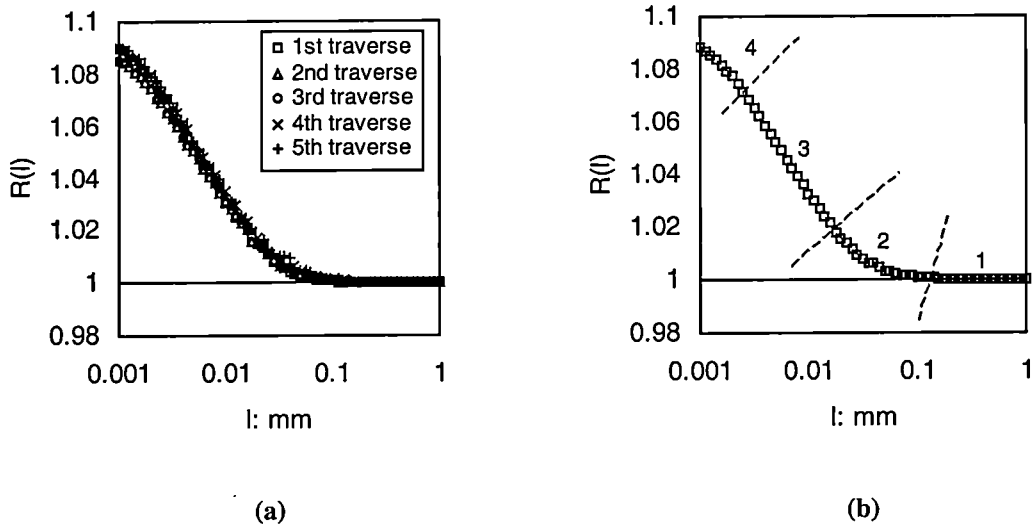 1.1
1.08
1.06
1.04
1.02
1
0.98
R(l)
1st traverse
2nd traverse
3rd traverse
4th traverse
5th traverse
0.001 0.01 0.1 1
l: mm
(a)
1.1
1.08
1.06
1.04
1.02
1
0.98
R(l)
4
3
2
1
0.001 0.01 0.1 1
l: mm
(b)